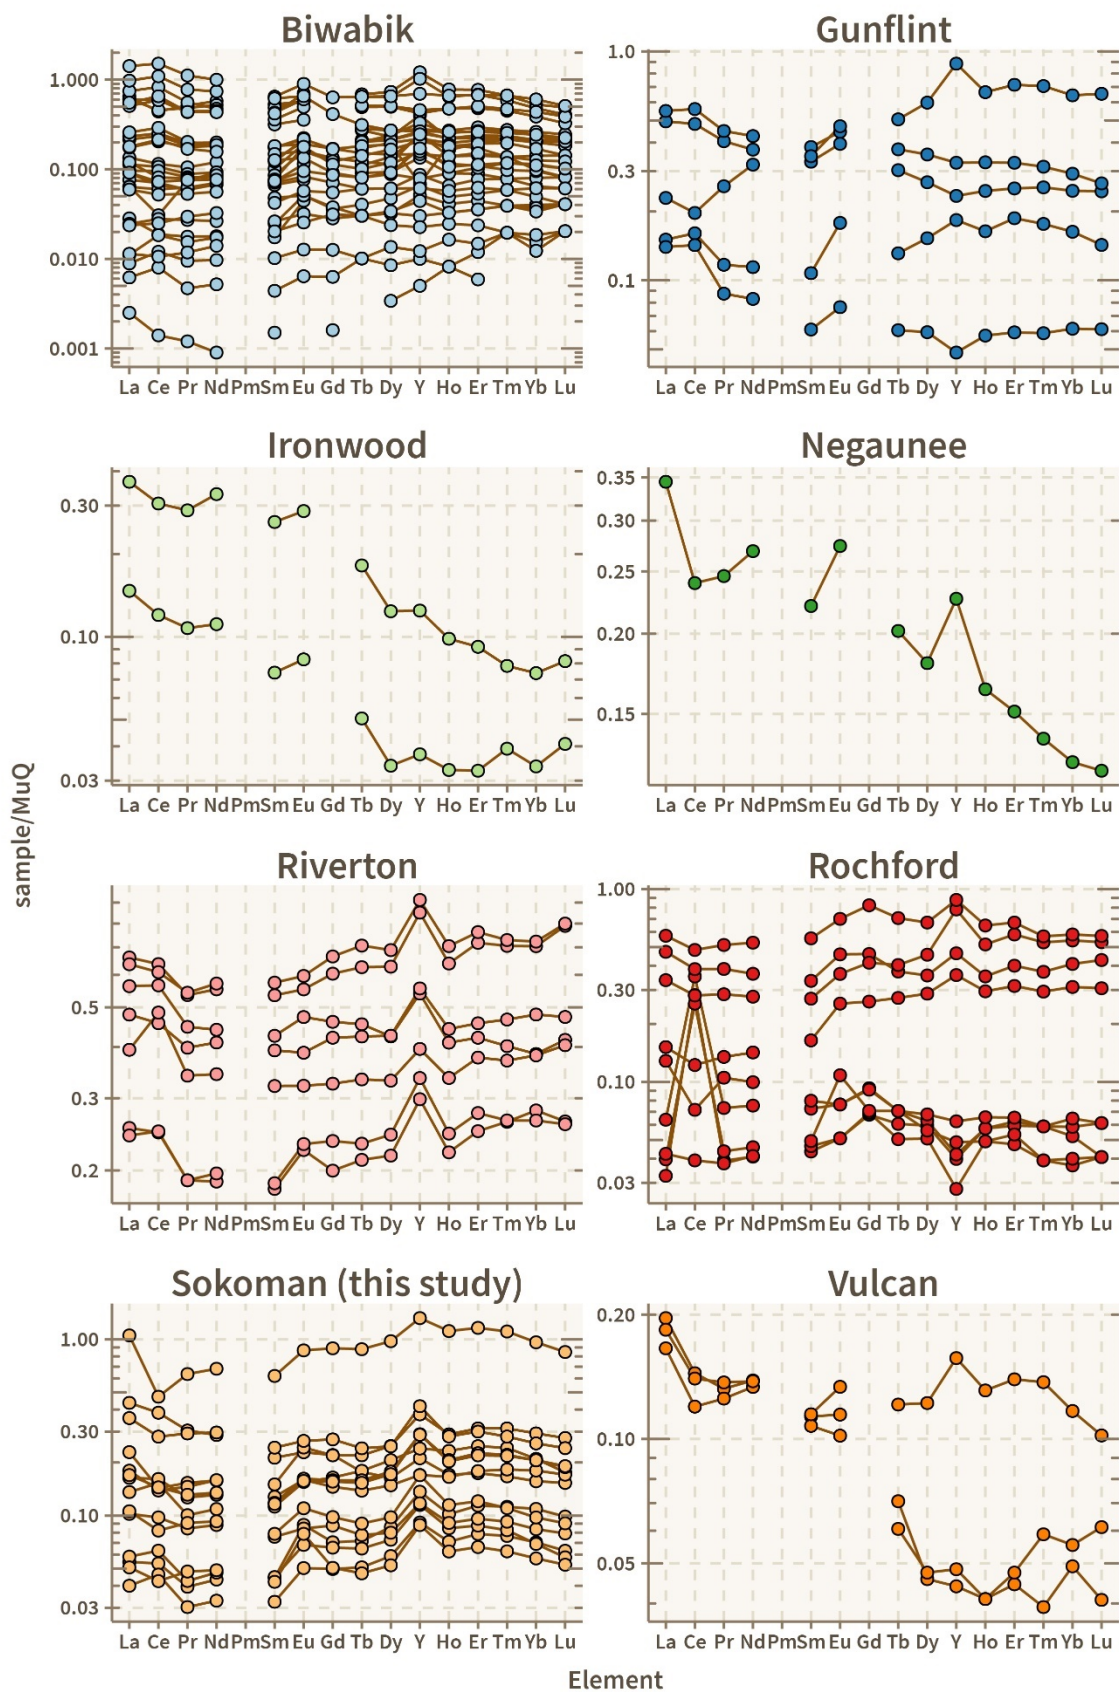 Biwabik
Gunflint
1.000
0.100
0.010
0.001
La Ce Pr Nd Pm Sm Eu Gd Tb Dy Y Ho Er Tm Yb Lu
1.0
0.3
0.1
La Ce Pr Nd Pm Sm Eu Gd Tb Dy Y Ho Er Tm Yb Lu
Ironwood
Negaunee
0.30
0.10
0.03
La Ce Pr Nd Pm Sm Eu Gd Tb Dy Y Ho Er Tm Yb Lu
0.35
0.30
0.25
0.20
0.15
La Ce Pr Nd Pm Sm Eu Gd Tb Dy Y Ho Er Tm Yb Lu
sample/MuQ
Riverton
Rochford
0.5
0.3
0.2
La Ce Pr Nd Pm Sm Eu Gd Tb Dy Y Ho Er Tm Yb Lu
1.00
0.30
0.10
0.03
La Ce Pr Nd Pm Sm Eu Gd Tb Dy Y Ho Er Tm Yb Lu
Sokoman (this study)
Vulcan
1.00
0.30
0.10
0.03
La Ce Pr Nd Pm Sm Eu Gd Tb Dy Y Ho Er Tm Yb Lu
0.20
0.10
0.05
La Ce Pr Nd Pm Sm Eu Gd Tb Dy Y Ho Er Tm Yb Lu
Element